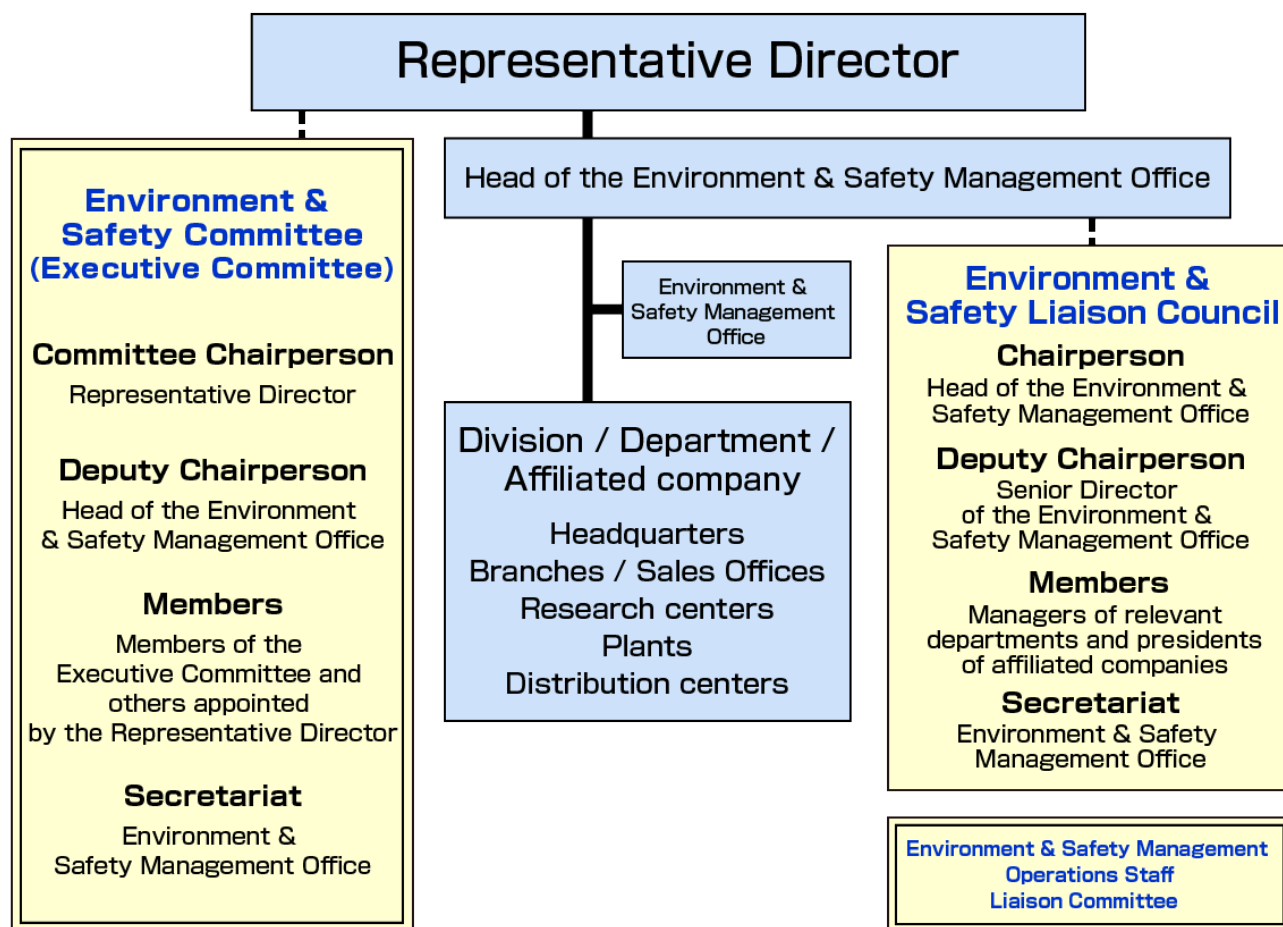 Representative Director
Environment &
Safety Committee
(Executive Committee)
Committee Chairperson
Representative Director
Deputy Chairperson
Head of the Environment
& Safety Management Office
Members
Members of the
Executive Committee and
others appointed
by the Representative Director
Secretariat
Environment &
Safety Management Office
Head of the Environment & Safety Management Office
Environment &
Safety Management
Office
Division / Department /
Affiliated company
Headquarters
Branches / Sales Offices
Research centers
Plants
Distribution centers
Environment &
Safety Liaison Council
Chairperson
Head of the Environment &
Safety Management Office
Deputy Chairperson
Senior Director
of the Environment &
Safety Management Office
Members
Managers of relevant
departments and presidents
of affiliated companies
Secretariat
Environment & Safety
Management Office
Environment & Safety Management
Operations Staff
Liaison Committee